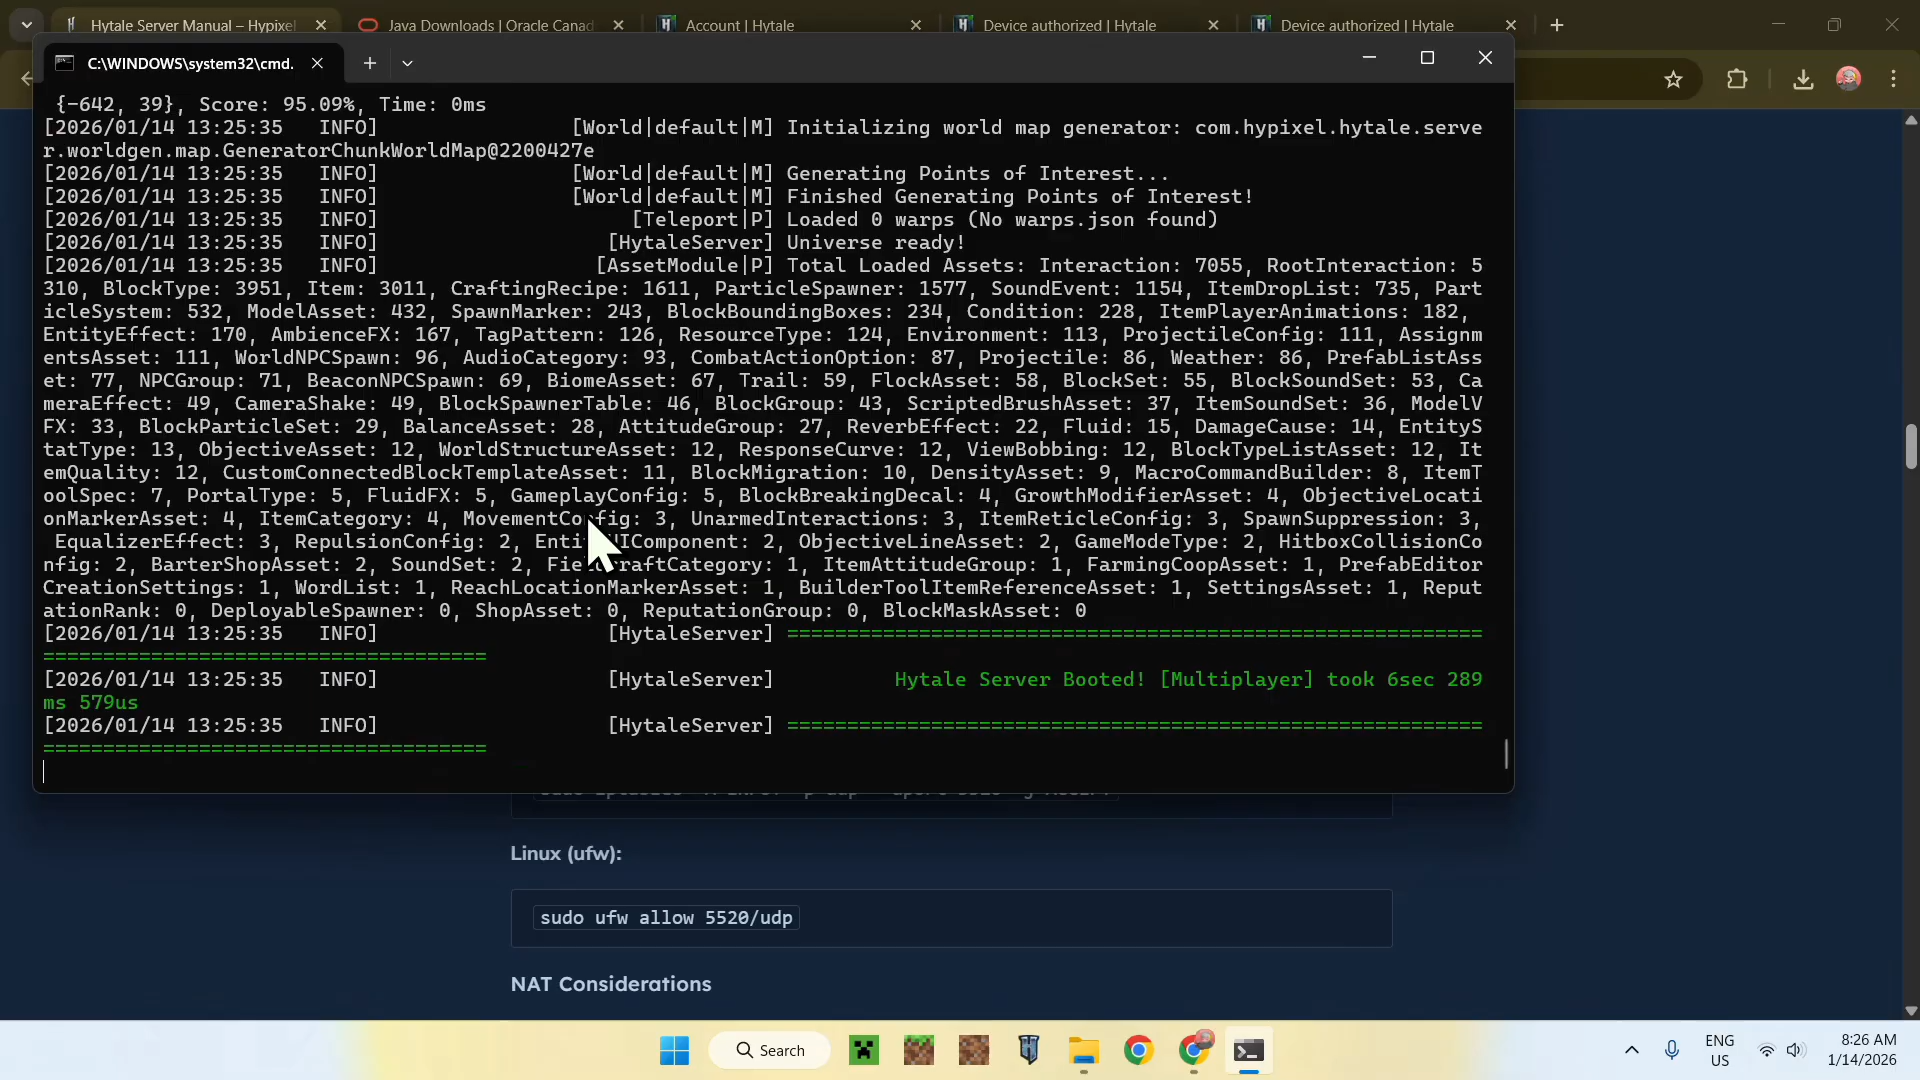 Hytale Server Manual – Hypixel
Java Downloads | Oracle Canad
Account | Hytale
Device authorized | Hytale
Device authorized | Hytale
C:\WINDOWS\system32\cmd.
{-642, 39}, Score: 95.09%, Time: 0ms
[2026/01/14 13:25:35   INFO]                [World|default|M] Initializing world map generator: com.hypixel.hytale.serve
r.worldgen.map.GeneratorChunkWorldMap@2200427e
[2026/01/14 13:25:35   INFO]                [World|default|M] Generating Points of Interest...
[2026/01/14 13:25:35   INFO]                [World|default|M] Finished Generating Points of Interest!
[2026/01/14 13:25:35   INFO]                     [Teleport|P] Loaded 0 warps (No warps.json found)
[2026/01/14 13:25:35   INFO]                   [HytaleServer] Universe ready!
[2026/01/14 13:25:35   INFO]                  [AssetModule|P] Total Loaded Assets: Interaction: 7055, RootInteraction: 5
310, BlockType: 3951, Item: 3011, CraftingRecipe: 1611, ParticleSpawner: 1577, SoundEvent: 1154, ItemDropList: 735, Part
icleSystem: 532, ModelAsset: 432, SpawnMarker: 243, BlockBoundingBoxes: 234, Condition: 228, ItemPlayerAnimations: 182,
EntityEffect: 170, AmbienceFX: 167, TagPattern: 126, ResourceType: 124, Environment: 113, ProjectileConfig: 111, Assignm
entsAsset: 111, WorldNPCSpawn: 96, AudioCategory: 93, CombatActionOption: 87, Projectile: 86, Weather: 86, PrefabListAss
et: 77, NPCGroup: 71, BeaconNPCSpawn: 69, BiomeAsset: 67, Trail: 59, FlockAsset: 58, BlockSet: 55, BlockSoundSet: 53, Ca
meraEffect: 49, CameraShake: 49, BlockSpawnerTable: 46, BlockGroup: 43, ScriptedBrushAsset: 37, ItemSoundSet: 36, ModelV
FX: 33, BlockParticleSet: 29, BalanceAsset: 28, AttitudeGroup: 27, ReverbEffect: 22, Fluid: 15, DamageCause: 14, EntityS
tatType: 13, ObjectiveAsset: 12, WorldStructureAsset: 12, ResponseCurve: 12, ViewBobbing: 12, BlockTypeListAsset: 12, It
emQuality: 12, CustomConnectedBlockTemplateAsset: 11, BlockMigration: 10, DensityAsset: 9, MacroCommandBuilder: 8, ItemT
oolSpec: 7, PortalType: 5, FluidFX: 5, GameplayConfig: 5, BlockBreakingDecal: 4, GrowthModifierAsset: 4, ObjectiveLocati
onMarkerAsset: 4, ItemCategory: 4, MovementConfig: 3, UnarmedInteractions: 3, ItemReticleConfig: 3, SpawnSuppression: 3,
EqualizerEffect: 3, RepulsionConfig: 2, 2, ObjectiveLineAsset: 2, GameModeType: 2, HitboxCollisionCo
nfig: 2, BarterShopAsset: 2, SoundSet: 2, 1, ItemAttitudeGroup: 1, FarmingCoopAsset: 1, PrefabEditor
CreationSettings: 1, WordList: 1, ReachLocationMarkerAsset: 1, BuilderToolItemReferenceAsset: 1, SettingsAsset: 1, Reput
ationRank: 0, DeployableSpawner: 0, ShopAsset: 0, ReputationGroup: 0, BlockMaskAsset: 0
[2026/01/14 13:25:35   INFO]                   [HytaleServer] ==========================================================
=====================================
[2026/01/14 13:25:35   INFO]                   [HytaleServer]          Hytale Server Booted! [Multiplayer] took 6sec 289
ms 579us
[2026/01/14 13:25:35   INFO]                   [HytaleServer] ==========================================================
=====================================
Linux (ufw):
sudo ufw allow 5520/udp
NAT Considerations
Search
ENG
US
8:26 AM
1/14/2026